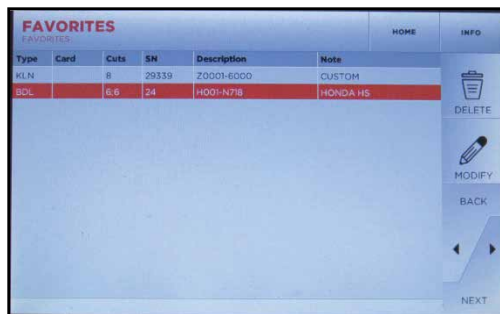 FAVORITES
FAVORITES
HOME
INFO
Type Card Cuts SN Description Note
KLN 8 29339 Z0001-6000 CUSTOM
BDL 6:6 24 H001-N718 HONDA HS
DELETE
MODIFY
BACK
NEXT